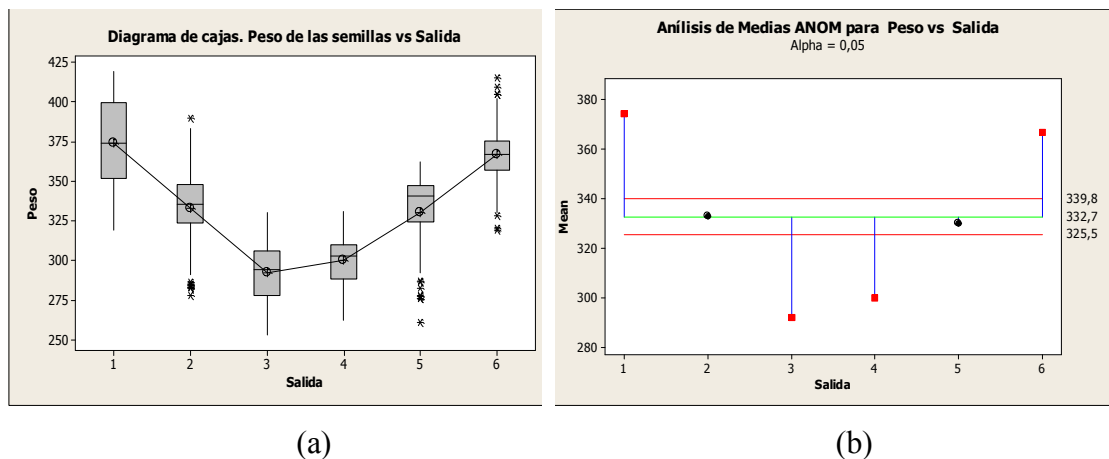 Diagrama de cajas. Peso de las semillas vs Salida
425
400
375
350
325
300
275
250
Peso
1 2 3 4 5 6
Salida
(a)
Anílisis de Medias ANOM para Peso vs Salida
Alpha = 0,05
380
360
340
320
300
280
Mean
339,8
332,7
325,5
1 2 3 4 5 6
Salida
(b)